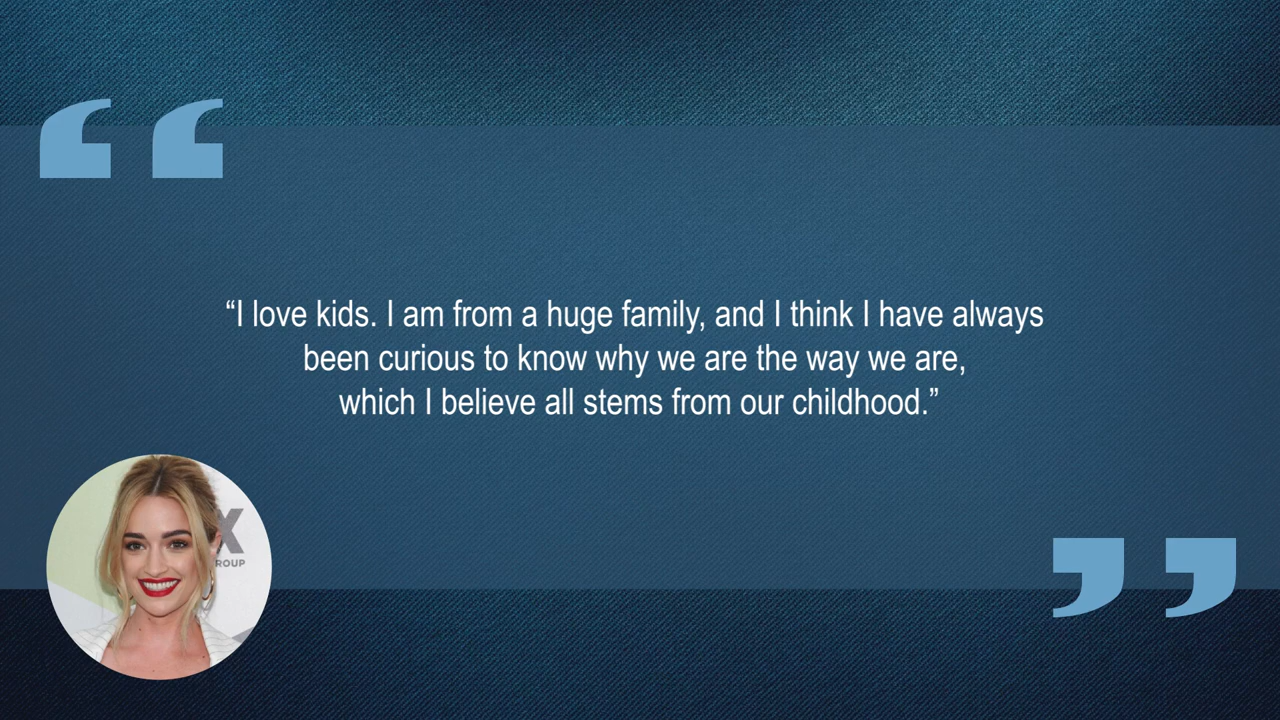 “I love kids. I am from a huge family, and I think I have always
been curious to know why we are the way we are,
which I believe all stems from our childhood.”
X
ROUP